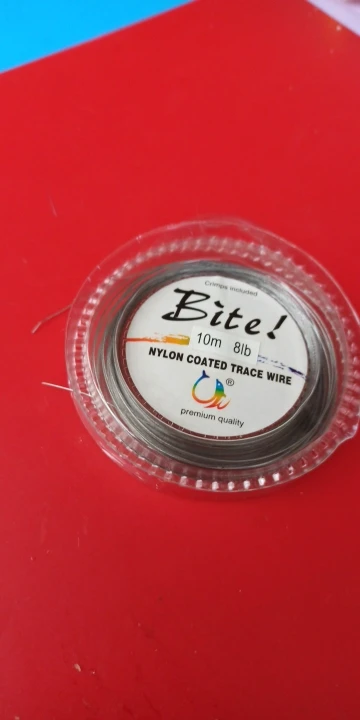 Crimps included
Bite!
10m 8lb
NYLON COATED TRACE WIRE
®
premium quality